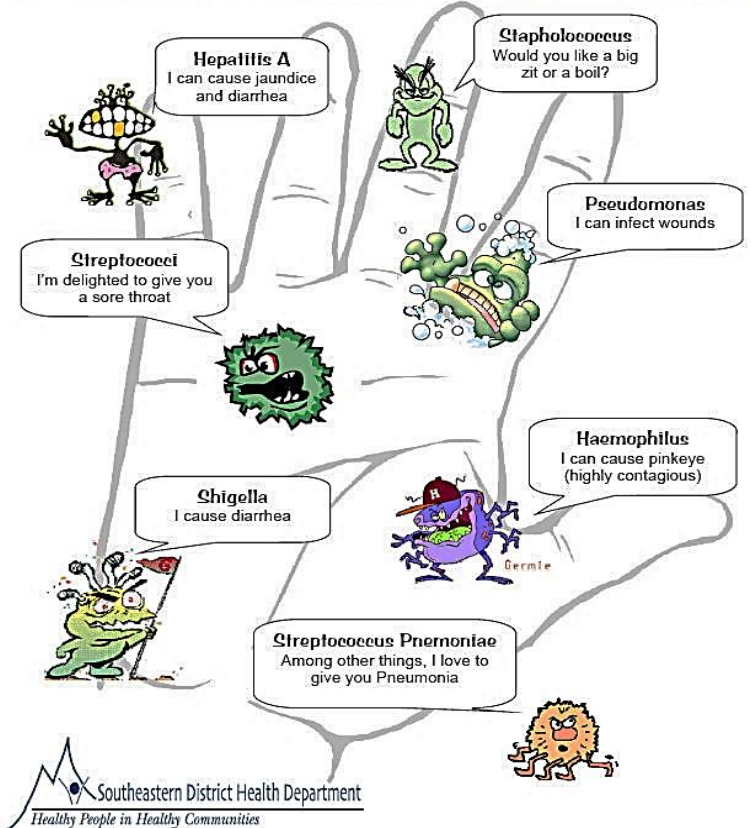 Hepatitis A
I can cause jaundice
and diarrhea
Stapholococcus
Would you like a big
zit or a boil?
Pseudomonas
I can infect wounds
Streptococci
I'm delighted to give you
a sore throat
Haemophilus
I can cause pinkeye
(highly contagious)
H
Germie
Shigella
I cause diarrhea
Streptococcus Pnemoniae
Among other things, I love to
give you Pneumonia
Southeastern District Health Department
Healthy People in Healthy Communities